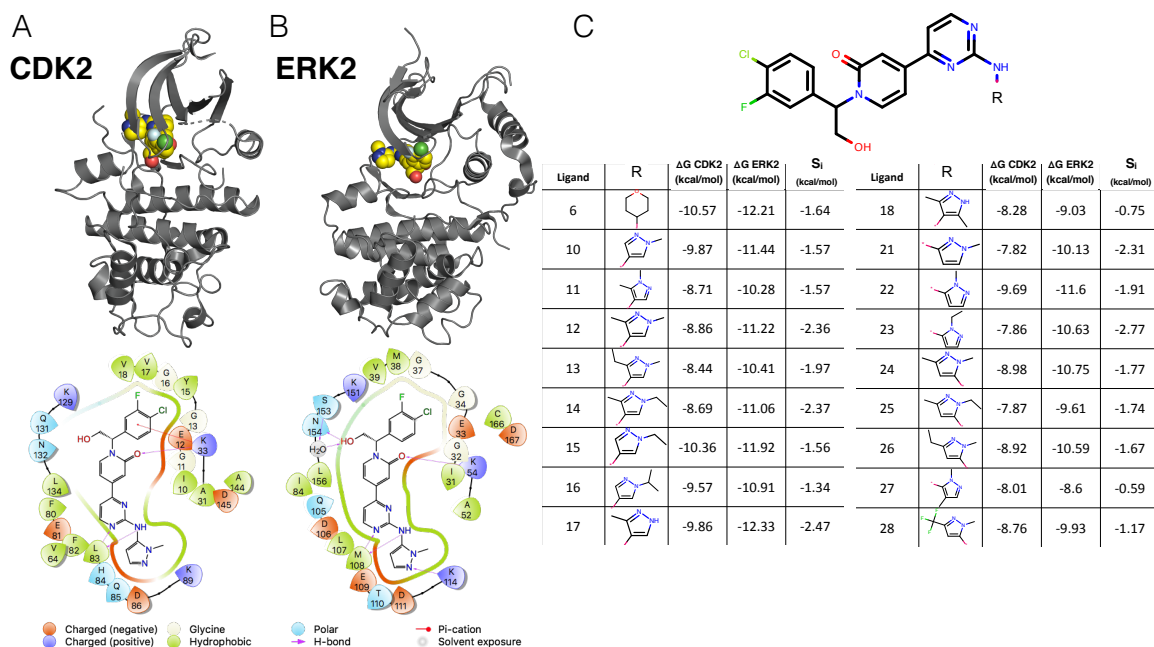 A
CDK2
B
ERK2
C
Cl
F
O
N
OH
N
N
NH
R
Ligand R ΔG CDK2 (kcal/mol) ΔG ERK2 (kcal/mol) Si (kcal/mol)
6 -10.57 -12.21 -1.64
10 -9.87 -11.44 -1.57
11 -8.71 -10.28 -1.57
12 -8.86 -11.22 -2.36
13 -8.44 -10.41 -1.97
14 -8.69 -11.06 -2.37
15 -10.36 -11.92 -1.56
16 -9.57 -10.91 -1.34
17 -9.86 -12.33 -2.47
Ligand R ΔG CDK2 (kcal/mol) ΔG ERK2 (kcal/mol) Si (kcal/mol)
18 -8.28 -9.03 -0.75
21 -7.82 -10.13 -2.31
22 -9.69 -11.6 -1.91
23 -7.86 -10.63 -2.77
24 -8.98 -10.75 -1.77
25 -7.87 -9.61 -1.74
26 -8.92 -10.59 -1.67
27 -8.01 -8.6 -0.59
28 -8.76 -9.93 -1.17
V 18
V 17
G 16
Y 15
K 129
Q 131
N 132
G 13
E 12
K 33
G 11
I 10
A 31
D 145
A 144
L 134
F 80
E 81
V 64
F 82
L 83
H 84
Q 85
D 86
K 89
F
Cl
HO
N
O
N
N
NH
N
N
V 39
M 38
G 37
K 151
S 153
N 154
H₂O
L 156
I 84
G 34
E 33
C 166
D 167
G 32
K 54
I 31
A 52
Q 105
D 106
L 107
M 108
E 109
T 110
D 111
K 114
F
Cl
HO
N
O
N
N
NH
N
N
Charged (negative)
Charged (positive)
Glycine
Hydrophobic
Polar
H-bond
Pi-cation
Solvent exposure